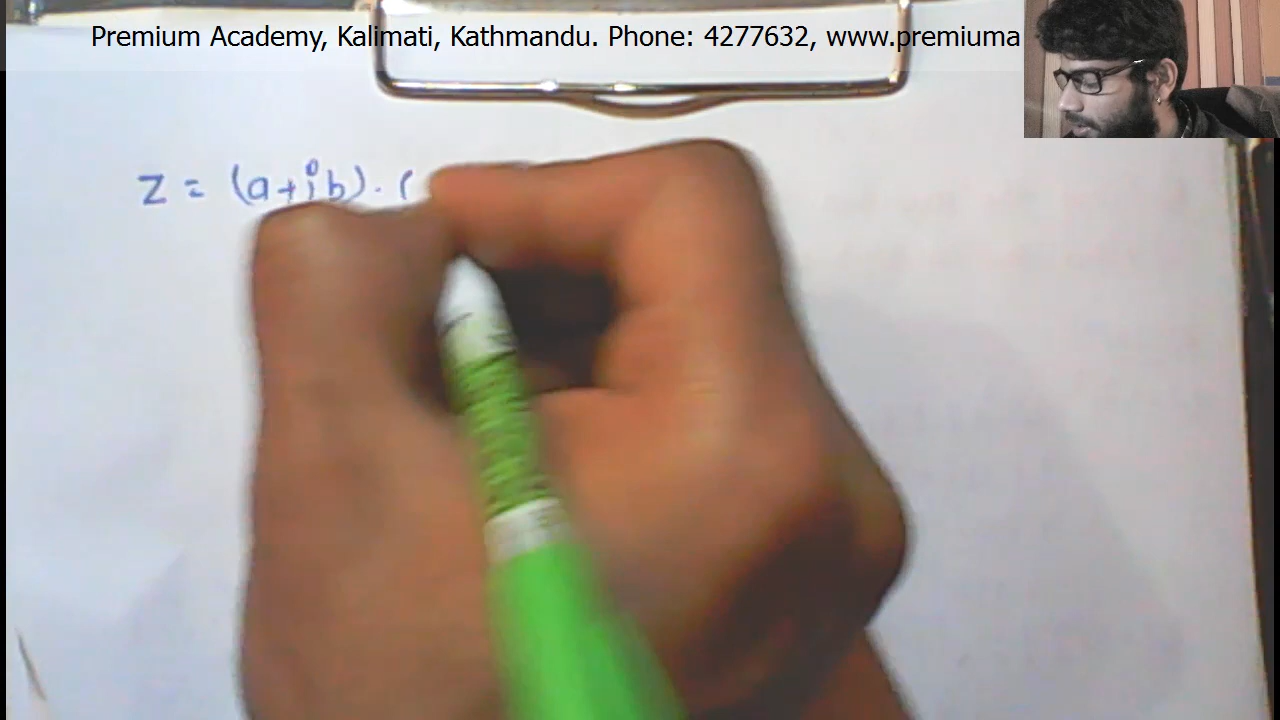 Premium Academy, Kalimati, Kathmandu. Phone: 4277632, www.premiuma
z = (a+ib).(